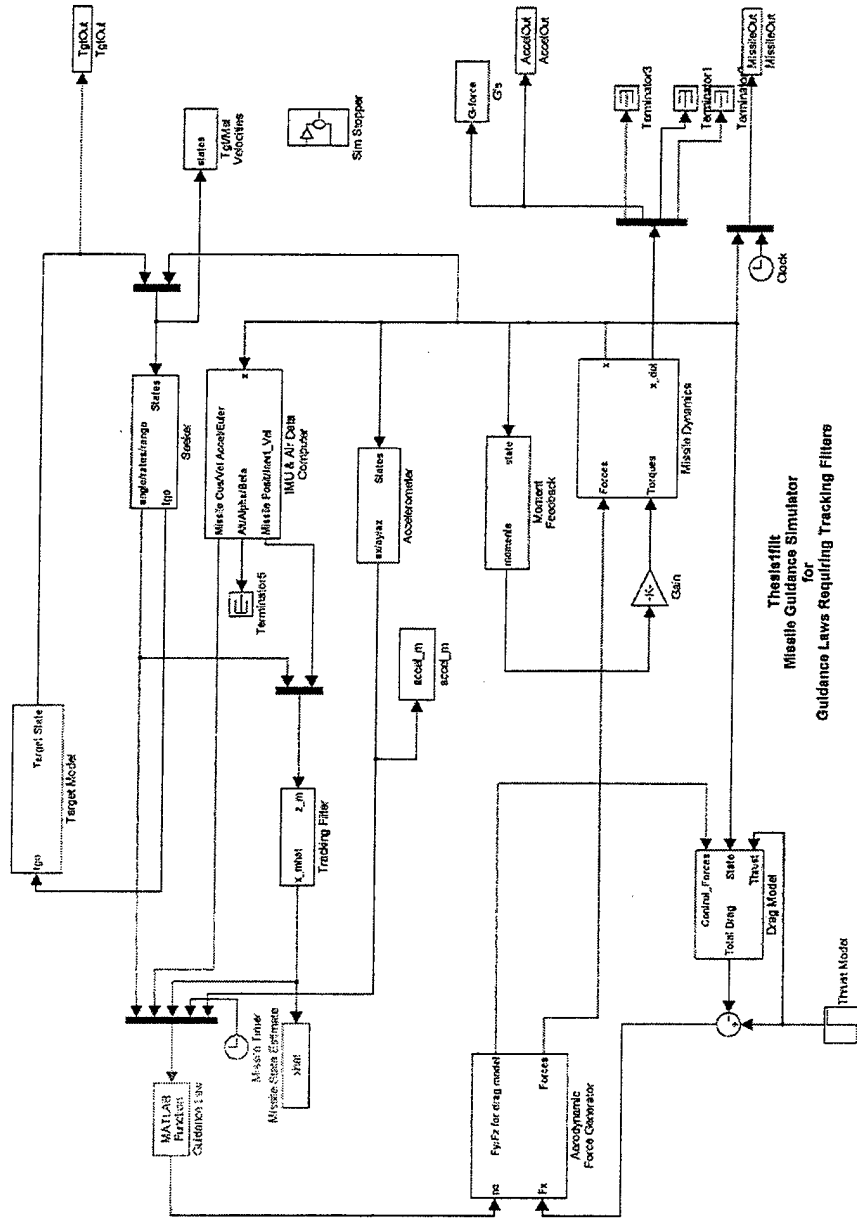 TgtOut
TgtOut
states
Tgt/Msl
Velocities
Sim Stopper
G-force
G's
AccelOut
AccelOut
Terminator3
Terminator1
MissileOut
MissileOut
Clock
Target State
tgo
Target Model
States
angle/rates/range
tgo
Seeker
x
Missile Cus/Vel Accel/Euler
Alt/Alpha/Beta
Missile Posit/Inert_Vel
IMU & Air Data
Computer
Terminator5
States
ax/ay/az
Accelerometer
accel_m
accel_m
state
moments
Moment
Feedback
x
x_dot
Forces
Torques
Missile Dynamics
-K-
Gain
z_m
x_mhat
Tracking Filter
MATLAB
Function
Guidance Law
Missile Timer
Missile State Estimate
xhat
Fy;Fz for drag model
Forces
nc
Fx
Aerodynamic
Force Generator
Control_Forces
State
Thrust
Total Drag
Drag Model
Thrust Model
Thesis1filt
Missile Guidance Simulator
for
Guidance Laws Requiring Tracking Filters